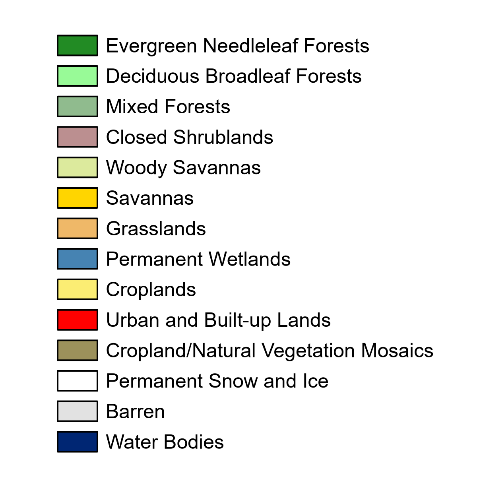 Evergreen Needleleaf Forests
Deciduous Broadleaf Forests
Mixed Forests
Closed Shrublands
Woody Savannas
Savannas
Grasslands
Permanent Wetlands
Croplands
Urban and Built-up Lands
Cropland/Natural Vegetation Mosaics
Permanent Snow and Ice
Barren
Water Bodies